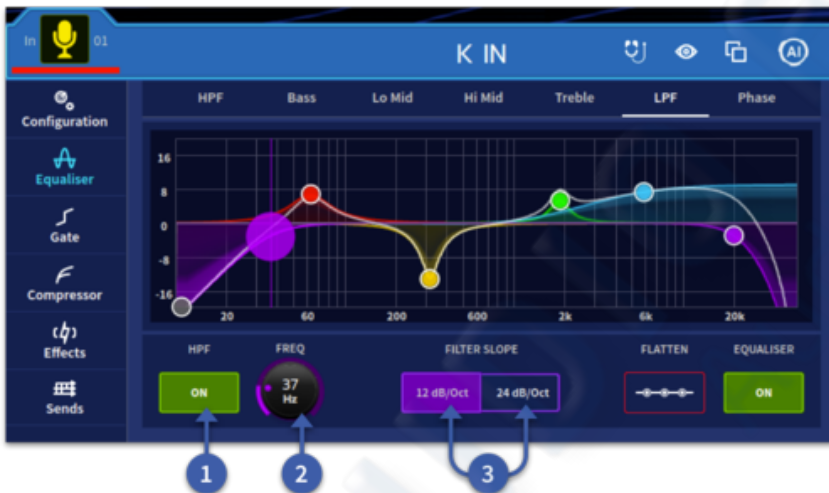 In 01 K IN AI
HPF Bass Lo Mid Hi Mid Treble LPF Phase
Configuration
Equaliser
Gate
Compressor
Effects
Sends
16
8
0
-8
-16
20 60 200 600 2k 6k 20k
HPF FREQ FILTER SLOPE FLATTEN EQUALISER
ON 37 Hz 12 dB/Oct 24 dB/Oct ON
1 2 3